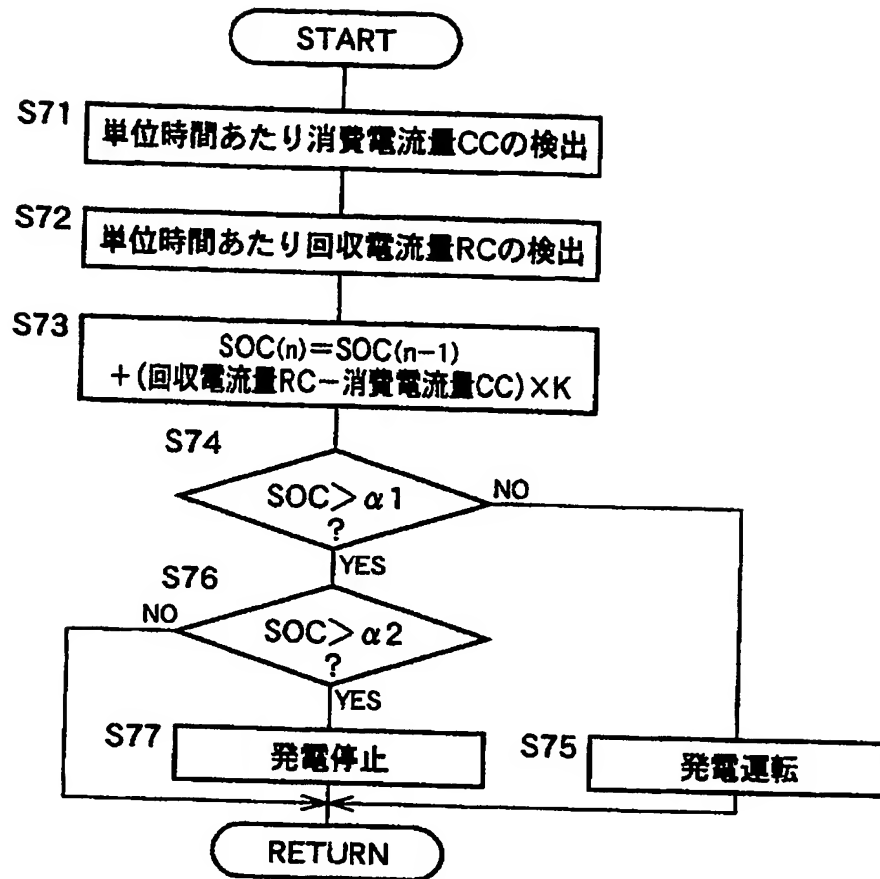 START
S71
単位時間あたり消費電流量CCの検出
S72
単位時間あたり回収電流量RCの検出
S73
SOC(n)=SOC(n-1)
+(回収電流量RC-消費電流量CC)×K
S74
SOC>α1
?
NO
YES
S76
NO
SOC>α2
?
YES
S77
発電停止
S75
発電運転
RETURN